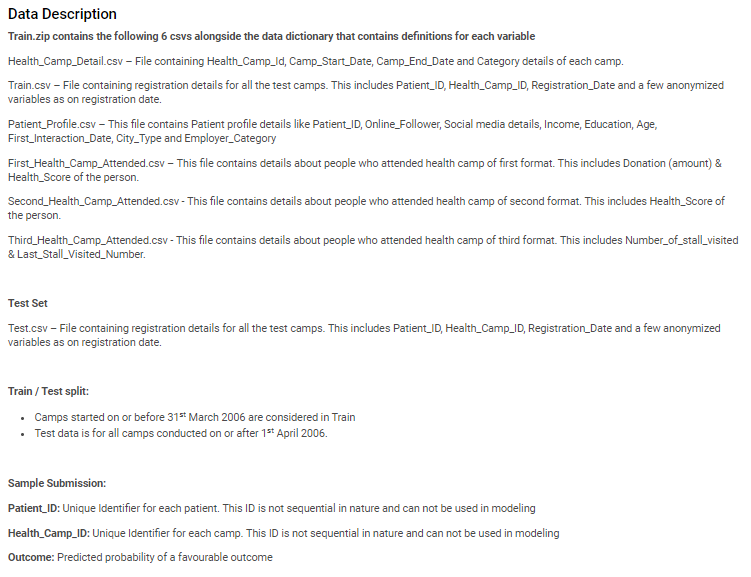 Data Description
Train.zip contains the following 6 csvs alongside the data dictionary that contains definitions for each variable
Health_Camp_Detail.csv – File containing Health_Camp_Id, Camp_Start_Date, Camp_End_Date and Category details of each camp.
Train.csv – File containing registration details for all the test camps. This includes Patient_ID, Health_Camp_ID, Registration_Date and a few anonymized
variables as on registration date.
Patient_Profile.csv – This file contains Patient profile details like Patient_ID, Online_Follower, Social media details, Income, Education, Age,
First_Interaction_Date, City_Type and Employer_Category
First_Health_Camp_Attended.csv – This file contains details about people who attended health camp of first format. This includes Donation (amount) &
Health_Score of the person.
Second_Health_Camp_Attended.csv - This file contains details about people who attended health camp of second format. This includes Health_Score of
the person.
Third_Health_Camp_Attended.csv - This file contains details about people who attended health camp of third format. This includes Number_of_stall_visited
& Last_Stall_Visited_Number.
Test Set
Test.csv – File containing registration details for all the test camps. This includes Patient_ID, Health_Camp_ID, Registration_Date and a few anonymized
variables as on registration date.
Train / Test split:
• Camps started on or before 31st March 2006 are considered in Train
• Test data is for all camps conducted on or after 1st April 2006.
Sample Submission:
Patient_ID: Unique Identifier for each patient. This ID is not sequential in nature and can not be used in modeling
Health_Camp_ID: Unique Identifier for each camp. This ID is not sequential in nature and can not be used in modeling
Outcome: Predicted probability of a favourable outcome